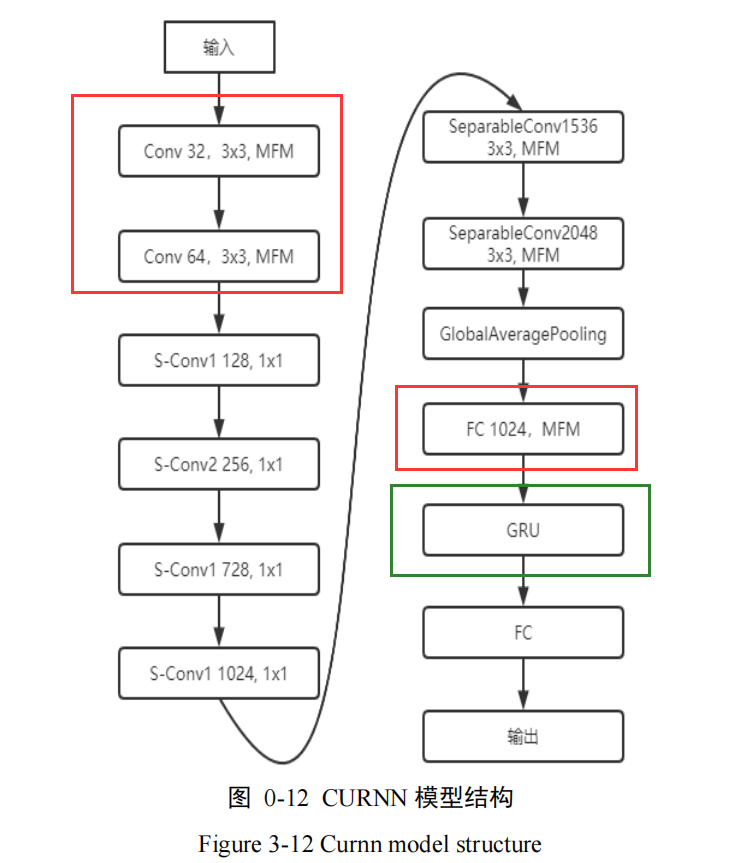 输入
Conv 32，3x3, MFM
Conv 64，3x3, MFM
S-Conv1 128, 1x1
S-Conv2 256, 1x1
S-Conv1 728, 1x1
S-Conv1 1024, 1x1
SeparableConv1536
3x3, MFM
SeparableConv2048
3x3, MFM
GlobalAveragePooling
FC 1024，MFM
GRU
FC
输出
图 0-12 CURNN 模型结构
Figure 3-12 Curnn model structure